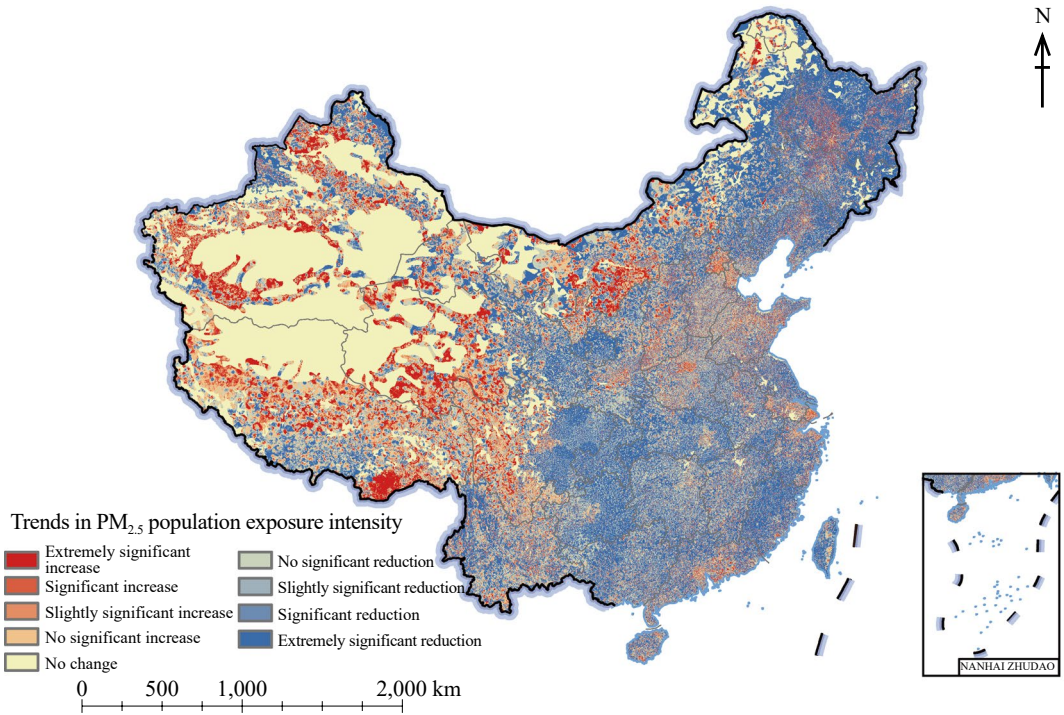 N
Trends in PM2.5 population exposure intensity
Extremely significant
increase
Significant increase
Slightly significant increase
No significant increase
No change
No significant reduction
Slightly significant reduction
Significant reduction
Extremely significant reduction
0 500 1,000 2,000 km
NANHAI ZHUDAO